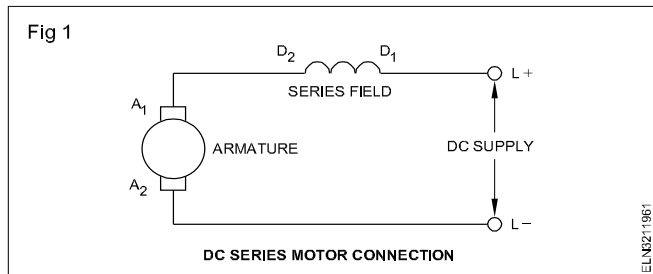 Fig 1
D₂ D₁
L+
SERIES FIELD
A₁
ARMATURE
DC SUPPLY
A₂
L−
DC SERIES MOTOR CONNECTION
ELN3211961